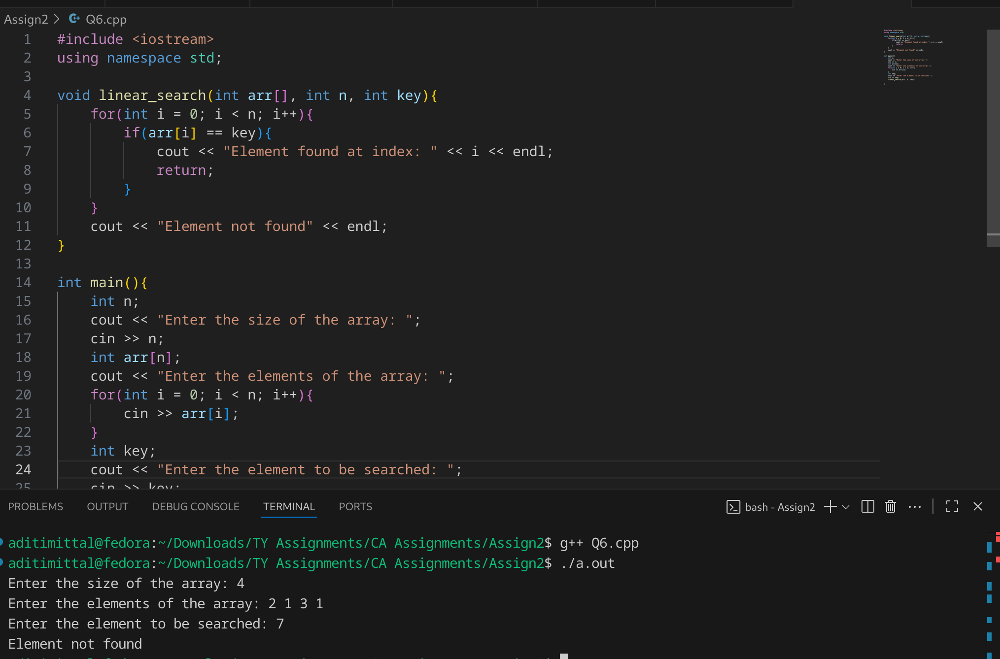 Assign2 > Q6.cpp
1 #include <iostream>
2 using namespace std;
3
4 void linear_search(int arr[], int n, int key){
5     for(int i = 0; i < n; i++){
6         if(arr[i] == key){
7             cout << "Element found at index: " << i << endl;
8             return;
9         }
10     }
11     cout << "Element not found" << endl;
12 }
13
14 int main(){
15     int n;
16     cout << "Enter the size of the array: ";
17     cin >> n;
18     int arr[n];
19     cout << "Enter the elements of the array: ";
20     for(int i = 0; i < n; i++){
21         cin >> arr[i];
22     }
23     int key;
24     cout << "Enter the element to be searched: ";
25     cin >> key;
PROBLEMS OUTPUT DEBUG CONSOLE TERMINAL PORTS bash - Assign2
aditimittal@fedora:~/Downloads/TY Assignments/CA Assignments/Assign2$ g++ Q6.cpp
aditimittal@fedora:~/Downloads/TY Assignments/CA Assignments/Assign2$ ./a.out
Enter the size of the array: 4
Enter the elements of the array: 2 1 3 1
Enter the element to be searched: 7
Element not found